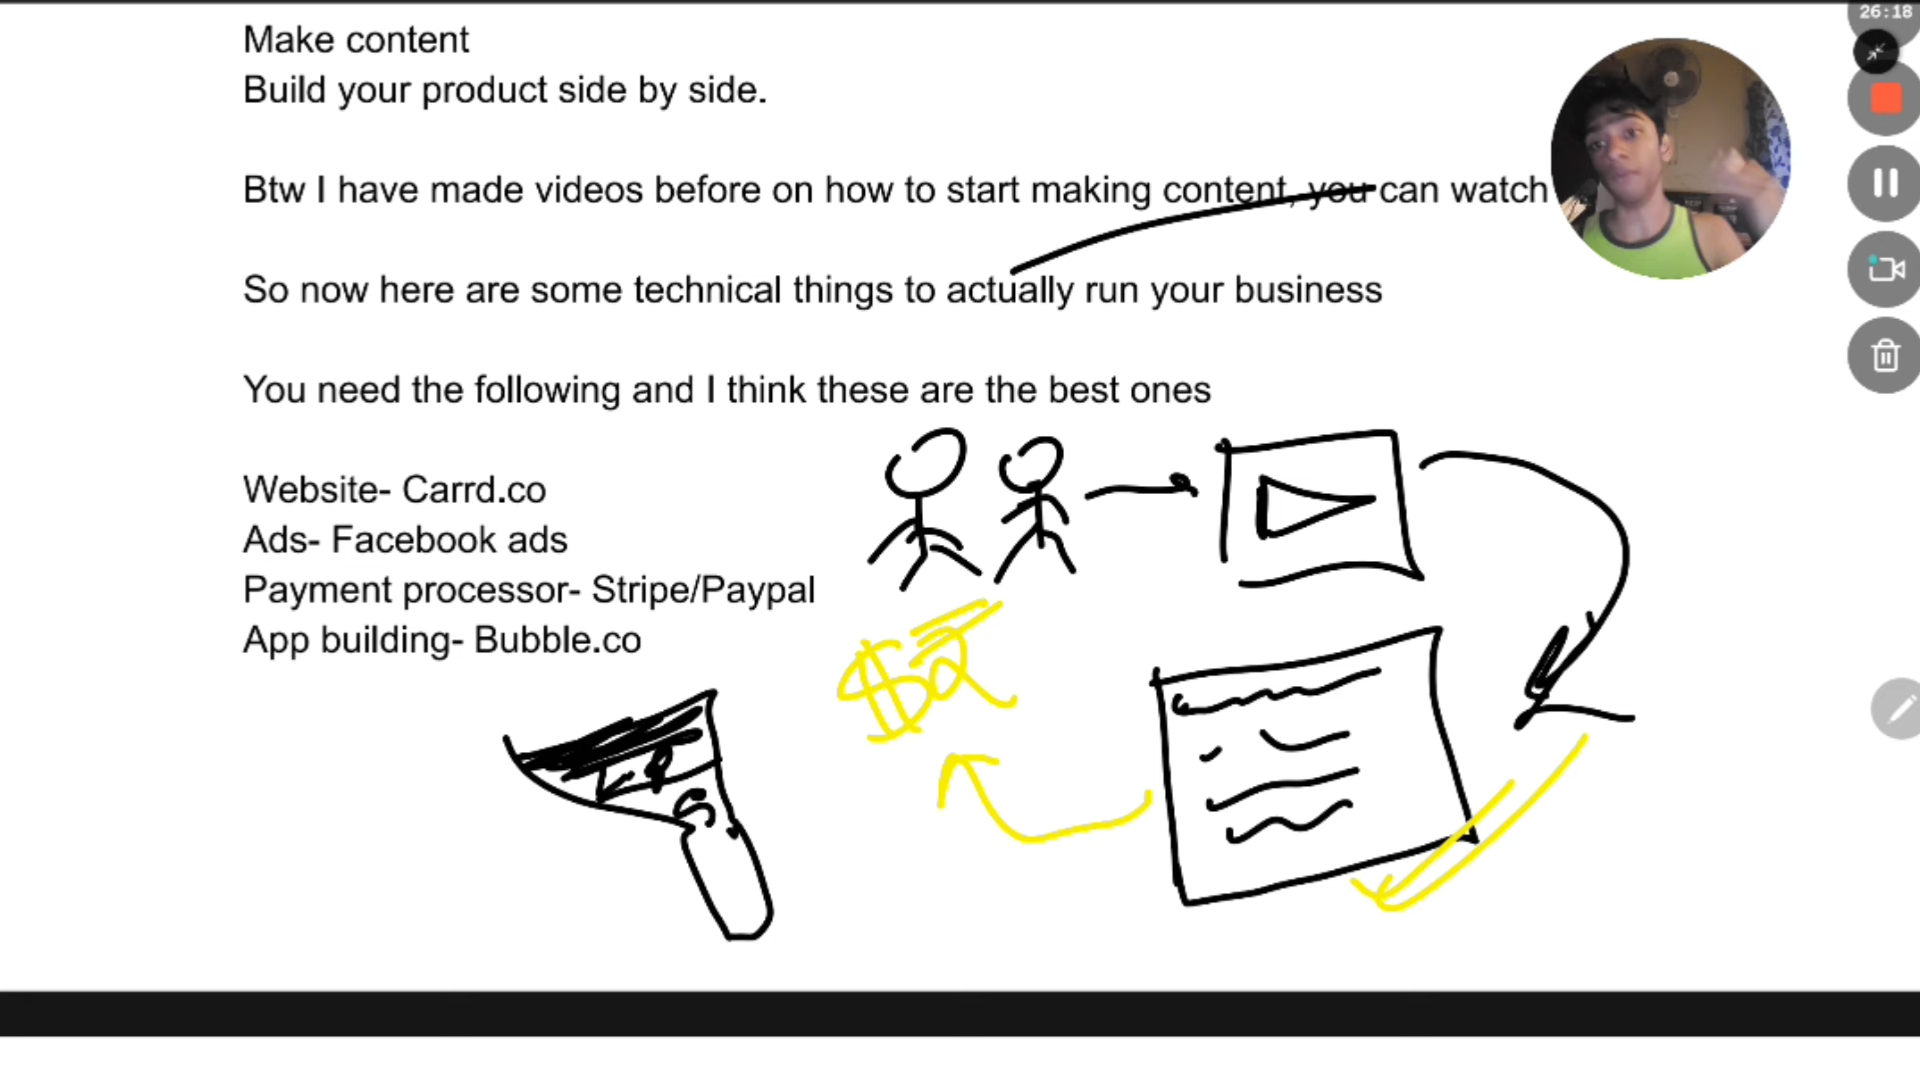 26:18
Make content
Build your product side by side.
Btw I have made videos before on how to start making content, you can watch
So now here are some technical things to actually run your business
You need the following and I think these are the best ones
Website- Carrd.co
Ads- Facebook ads
Payment processor- Stripe/Paypal
App building- Bubble.co
$2